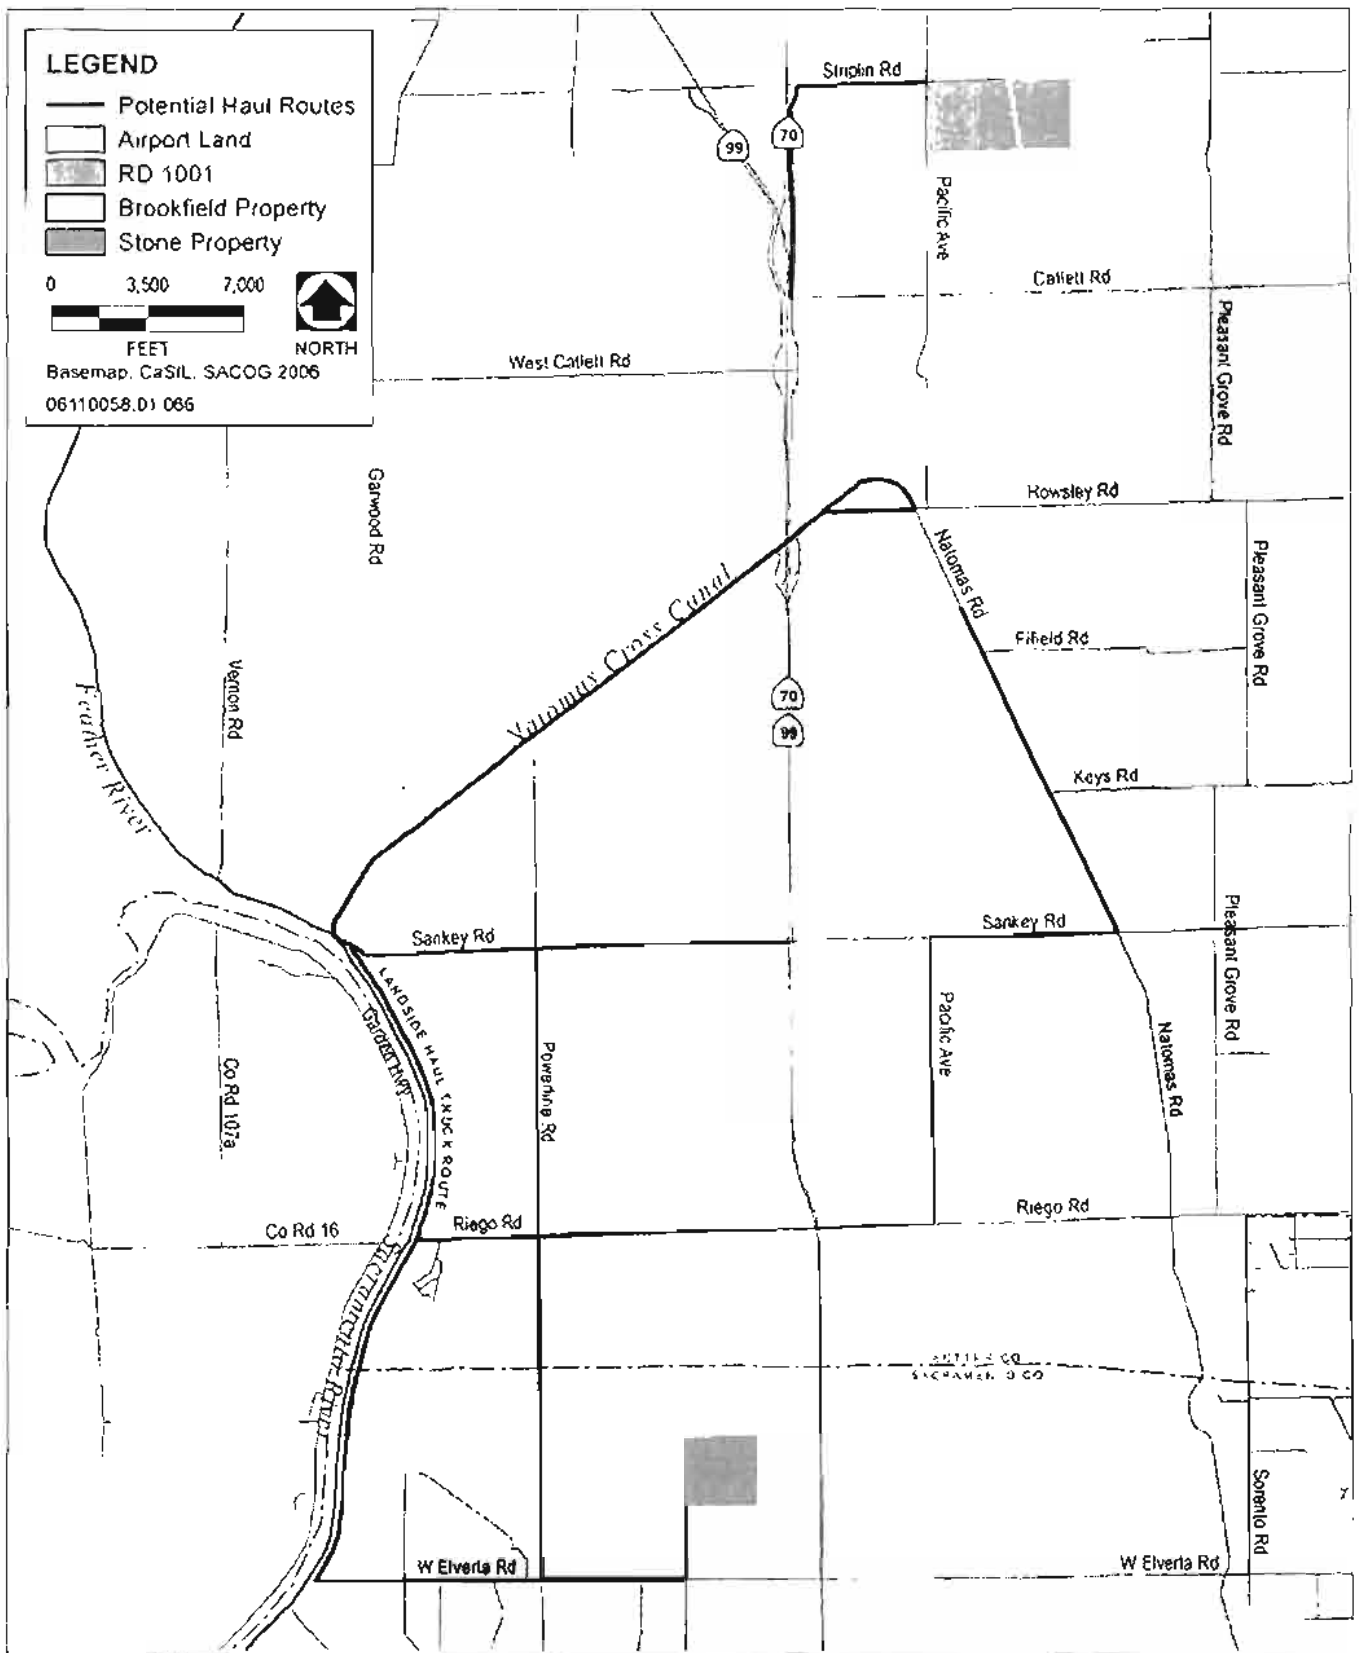 LEGEND
Potential Haul Routes
Airport Land
RD 1001
Brookfield Property
Stone Property
0 3,500 7,000
FEET
NORTH
Basemap. CaSIL, SACOG 2006
06110058.01 066
Striplin Rd
70
99
Pacific Ave
Catlett Rd
Pleasant Grove Rd
West Catlett Rd
Garwood Rd
Howsley Rd
Natomas Rd
Pleasant Grove Rd
Natomas Cross Canal
Fifield Rd
Vernon Rd
Feather River
70
99
Keys Rd
Sankey Rd
Sankey Rd
Pleasant Grove Rd
LANDSIDE HAUL TRUCK ROUTE
Garden Hwy
Pacific Ave
Natomas Rd
Powerline Rd
Co Rd 107a
Co Rd 16
Riego Rd
Riego Rd
Sacramento River
SUTTER CO
SACRAMENTO CO
Sorento Rd
W Elverta Rd
W Elverta Rd